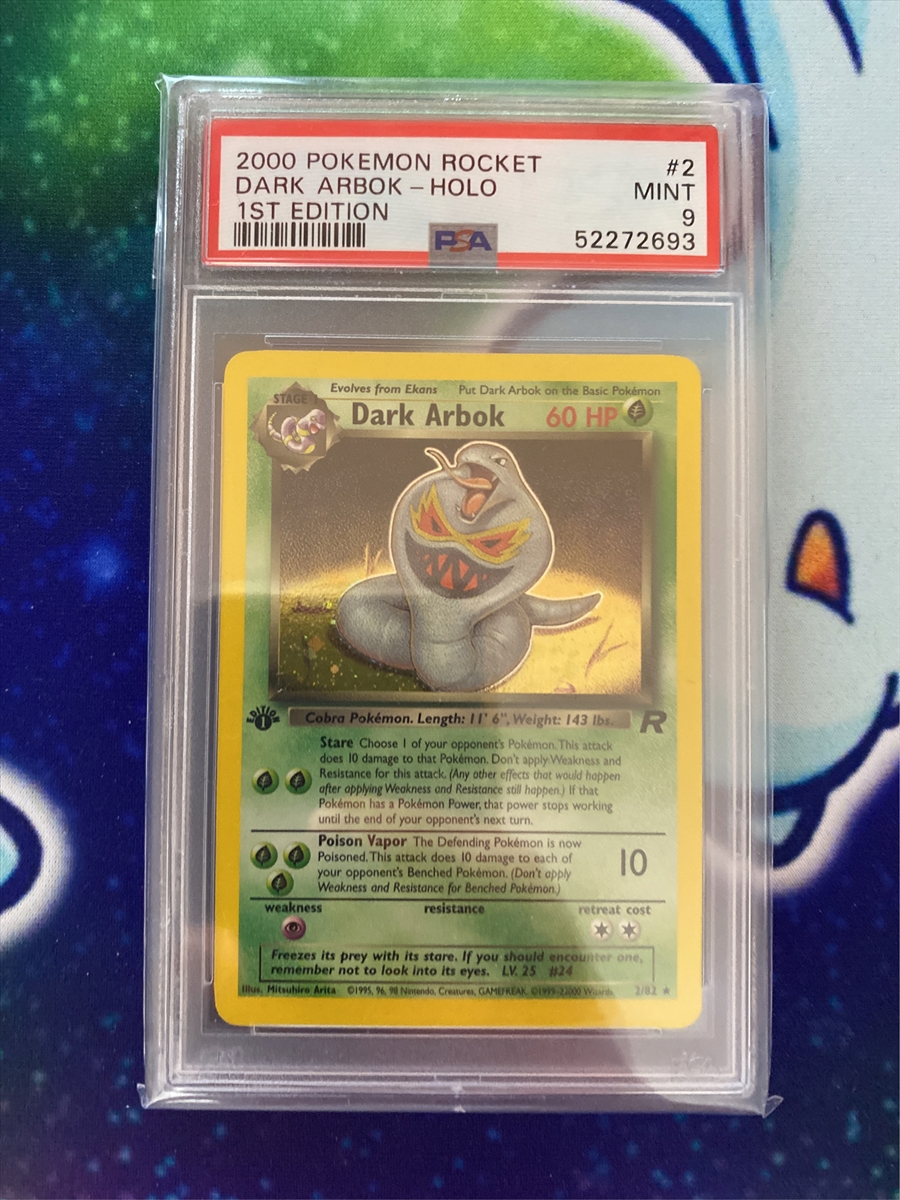 2000 POKEMON ROCKET #2
DARK ARBOK - HOLO MINT
1ST EDITION 9
PSA 52272693
Evolves from Ekans Put Dark Arbok on the Basic Pokémon
STAGE 1
Dark Arbok 60 HP
EDITION 1
Cobra Pokémon. Length: 11' 6", Weight: 143 lbs. R
Stare Choose 1 of your opponent's Pokémon. This attack
does 10 damage to that Pokémon. Don't apply Weakness and
Resistance for this attack. (Any other effects that would happen
after applying Weakness and Resistance still happen.) If that
Pokémon has a Pokémon Power, that power stops working
until the end of your opponent's next turn.
Poison Vapor The Defending Pokémon is now
Poisoned. This attack does 10 damage to each of
your opponent's Benched Pokémon. (Don't apply
Weakness and Resistance for Benched Pokémon.)
10
weakness resistance retreat cost
Freezes its prey with its stare. If you should encounter one,
remember not to look into its eyes. LV. 25 #24
Illus. Mitsuhiro Arita ©1995, 96, 98 Nintendo, Creatures, GAMEFREAK. ©1999-2000 Wizards. 2/82 ★